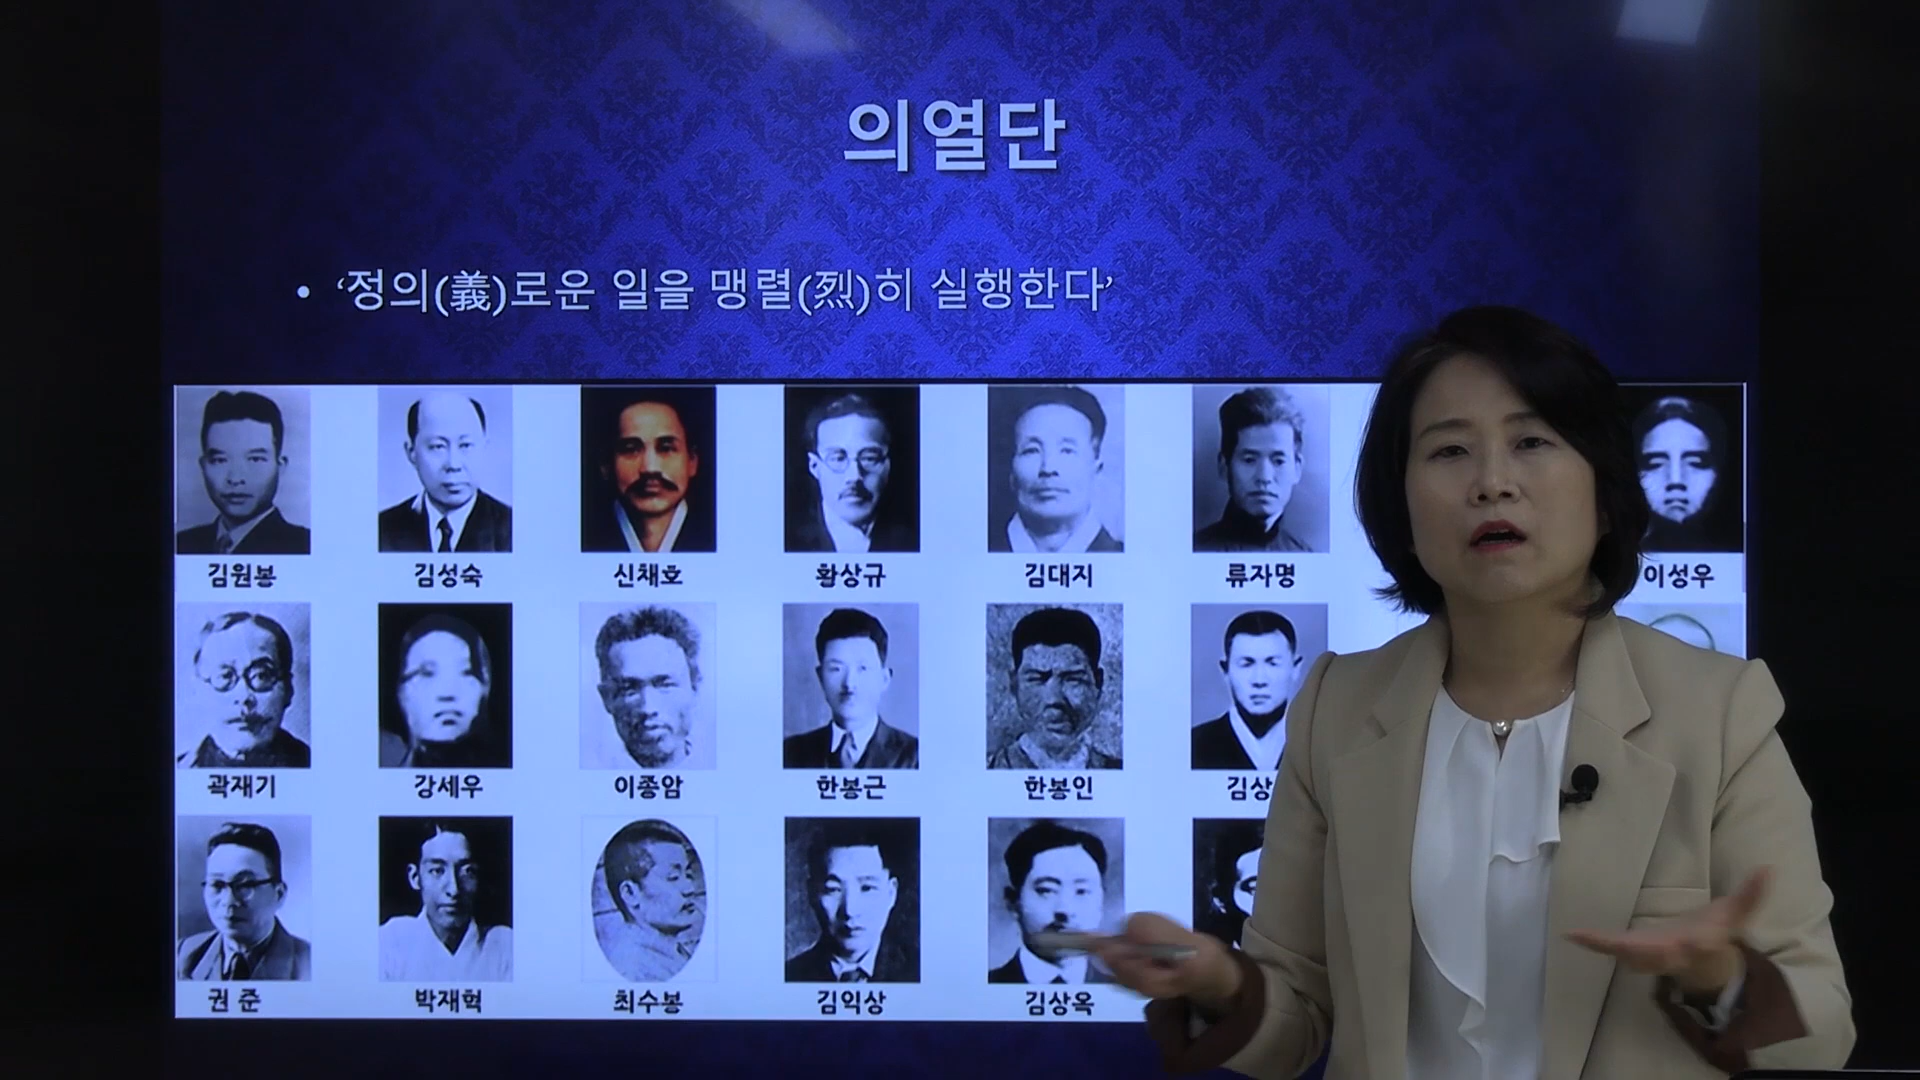 의열단
• ‘정의(義)로운 일을 맹렬(烈)히 실행한다’
김원봉 김성숙 신채호 황상규 김대지 류자명 이성우
곽재기 강세우 이종암 한봉근 한봉인 김상
권 준 박재혁 최수봉 김익상 김상옥